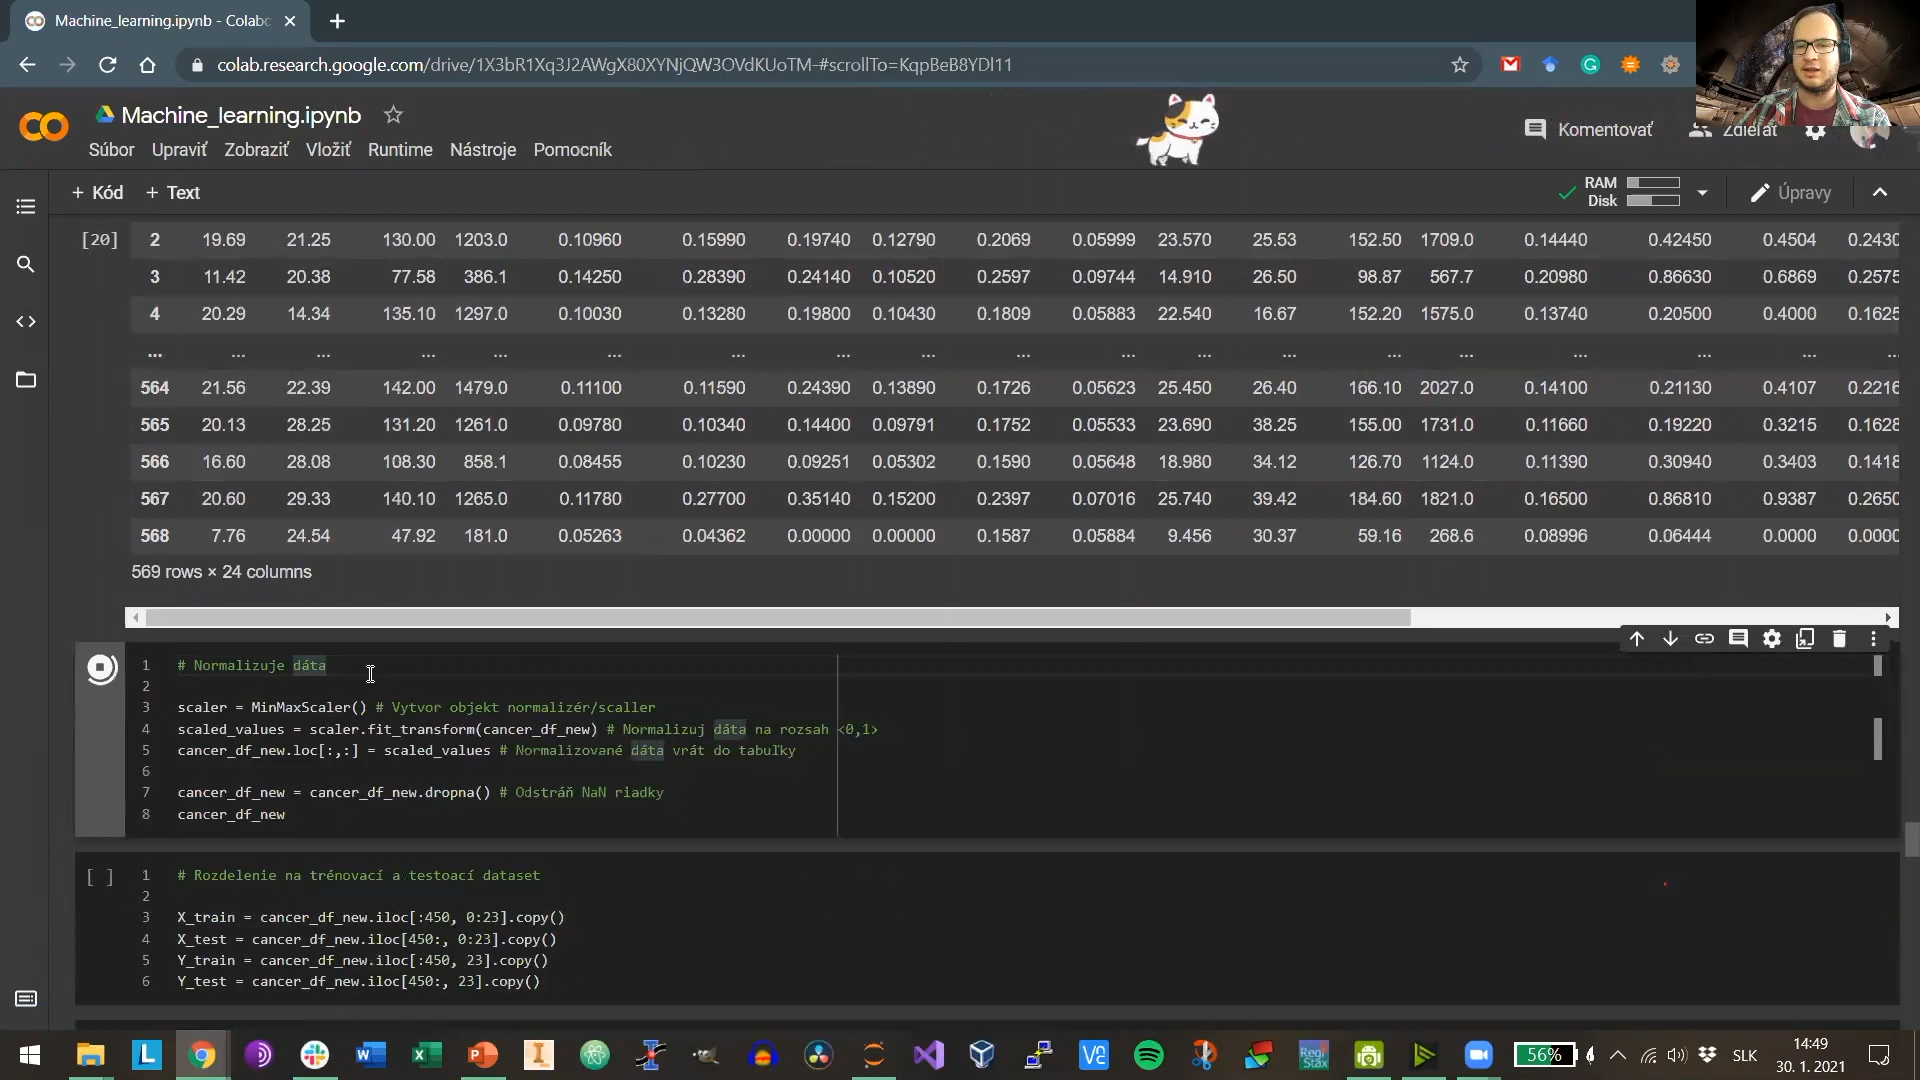 Machine_learning.ipynb - Colabc
colab.research.google.com/drive/1X3bR1Xq3J2AWgX80XYNjQW3OVdKUoTM-#scrollTo=KqpBeB8YDl11
Machine_learning.ipynb
Súbor Upraviť Zobraziť Vložiť Runtime Nástroje Pomocník
Komentovať Zdieľať
+ Kód + Text
RAM
Disk
Úpravy
[20] 2 19.69 21.25 130.00 1203.0 0.10960 0.15990 0.19740 0.12790 0.2069 0.05999 23.570 25.53 152.50 1709.0 0.14440 0.42450 0.4504 0.2430
3 11.42 20.38 77.58 386.1 0.14250 0.28390 0.24140 0.10520 0.2597 0.09744 14.910 26.50 98.87 567.7 0.20980 0.86630 0.6869 0.2575
4 20.29 14.34 135.10 1297.0 0.10030 0.13280 0.19800 0.10430 0.1809 0.05883 22.540 16.67 152.20 1575.0 0.13740 0.20500 0.4000 0.1625
... ... ... ... ... ... ... ... ... ... ... ... ... ... ... ... ... ... ...
564 21.56 22.39 142.00 1479.0 0.11100 0.11590 0.24390 0.13890 0.1726 0.05623 25.450 26.40 166.10 2027.0 0.14100 0.21130 0.4107 0.2216
565 20.13 28.25 131.20 1261.0 0.09780 0.10340 0.14400 0.09791 0.1752 0.05533 23.690 38.25 155.00 1731.0 0.11660 0.19220 0.3215 0.1628
566 16.60 28.08 108.30 858.1 0.08455 0.10230 0.09251 0.05302 0.1590 0.05648 18.980 34.12 126.70 1124.0 0.11390 0.30940 0.3403 0.1418
567 20.60 29.33 140.10 1265.0 0.11780 0.27700 0.35140 0.15200 0.2397 0.07016 25.740 39.42 184.60 1821.0 0.16500 0.86810 0.9387 0.2650
568 7.76 24.54 47.92 181.0 0.05263 0.04362 0.00000 0.00000 0.1587 0.05884 9.456 30.37 59.16 268.6 0.08996 0.06444 0.0000 0.0000
569 rows × 24 columns
1 # Normalizuje dáta
2
3 scaler = MinMaxScaler() # Vytvor objekt normalizér/scaller
4 scaled_values = scaler.fit_transform(cancer_df_new) # Normalizuj dáta na rozsah <0,1>
5 cancer_df_new.loc[:,:] = scaled_values # Normalizované dáta vrát do tabuľky
6
7 cancer_df_new = cancer_df_new.dropna() # Odstráň NaN riadky
8 cancer_df_new
[ ] 1 # Rozdelenie na trénovací a testoací dataset
2
3 X_train = cancer_df_new.iloc[:450, 0:23].copy()
4 X_test = cancer_df_new.iloc[450:, 0:23].copy()
5 Y_train = cancer_df_new.iloc[:450, 23].copy()
6 Y_test = cancer_df_new.iloc[450:, 23].copy()
56% SLK
14:49
30. 1. 2021